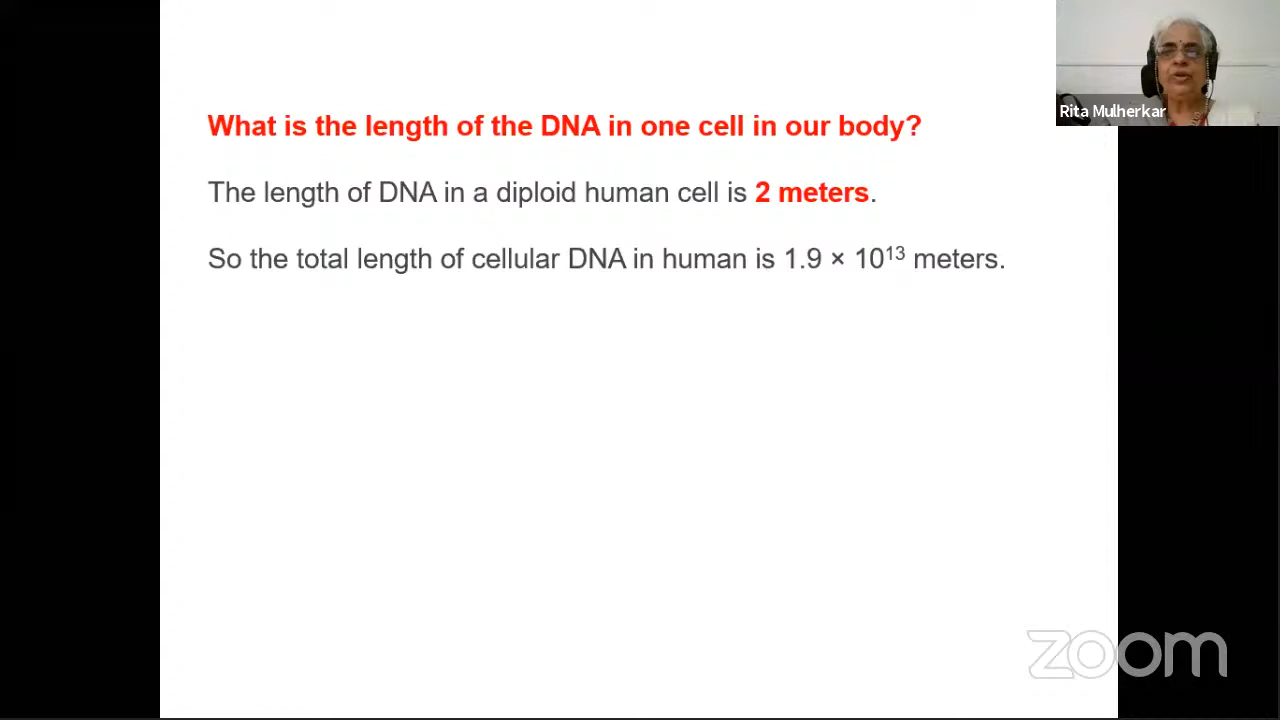 What is the length of the DNA in one cell in our body?
The length of DNA in a diploid human cell is 2 meters.
So the total length of cellular DNA in human is 1.9 × 10¹³ meters.
Rita Mulherkar
zoom